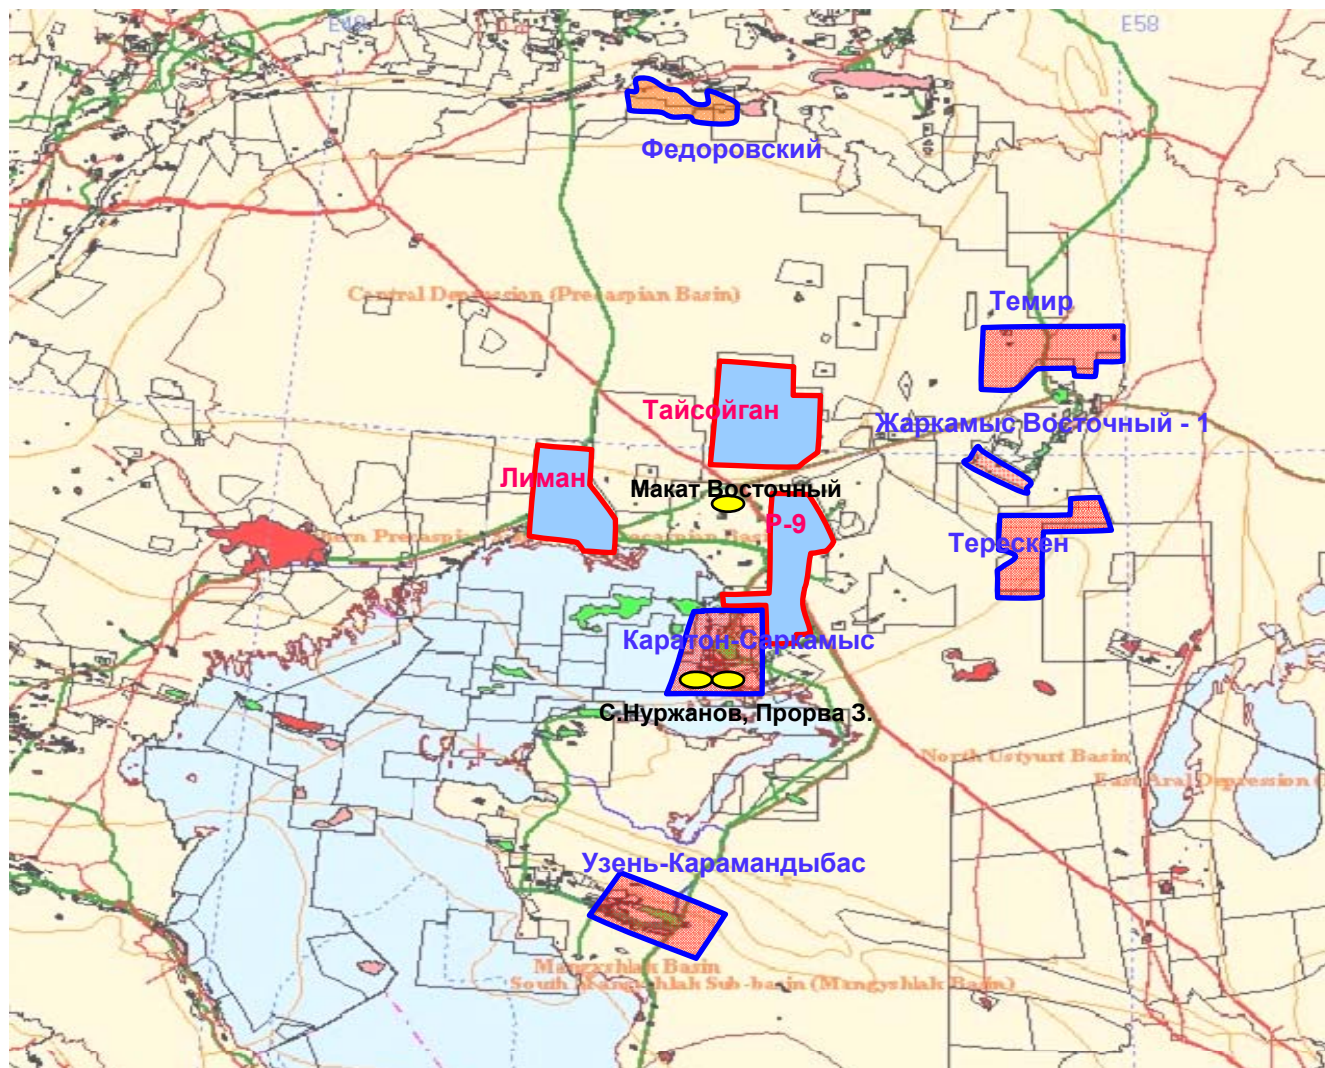 E48
E58
Федоровский
Central Depression (Precaspian Basin)
Темир
Тайсойган
Жаркамыс Восточный - 1
Лиман
Макат Восточный
Р-9
Терескен
Каратон-Саркамыс
С.Нуржанов, Прорва З.
North Ustyurt Basin
East Aral Depression (
Узень-Карамандыбас
Mangyshlak Basin
South Mangyshlak Sub-basin (Mangyshlak Basin)